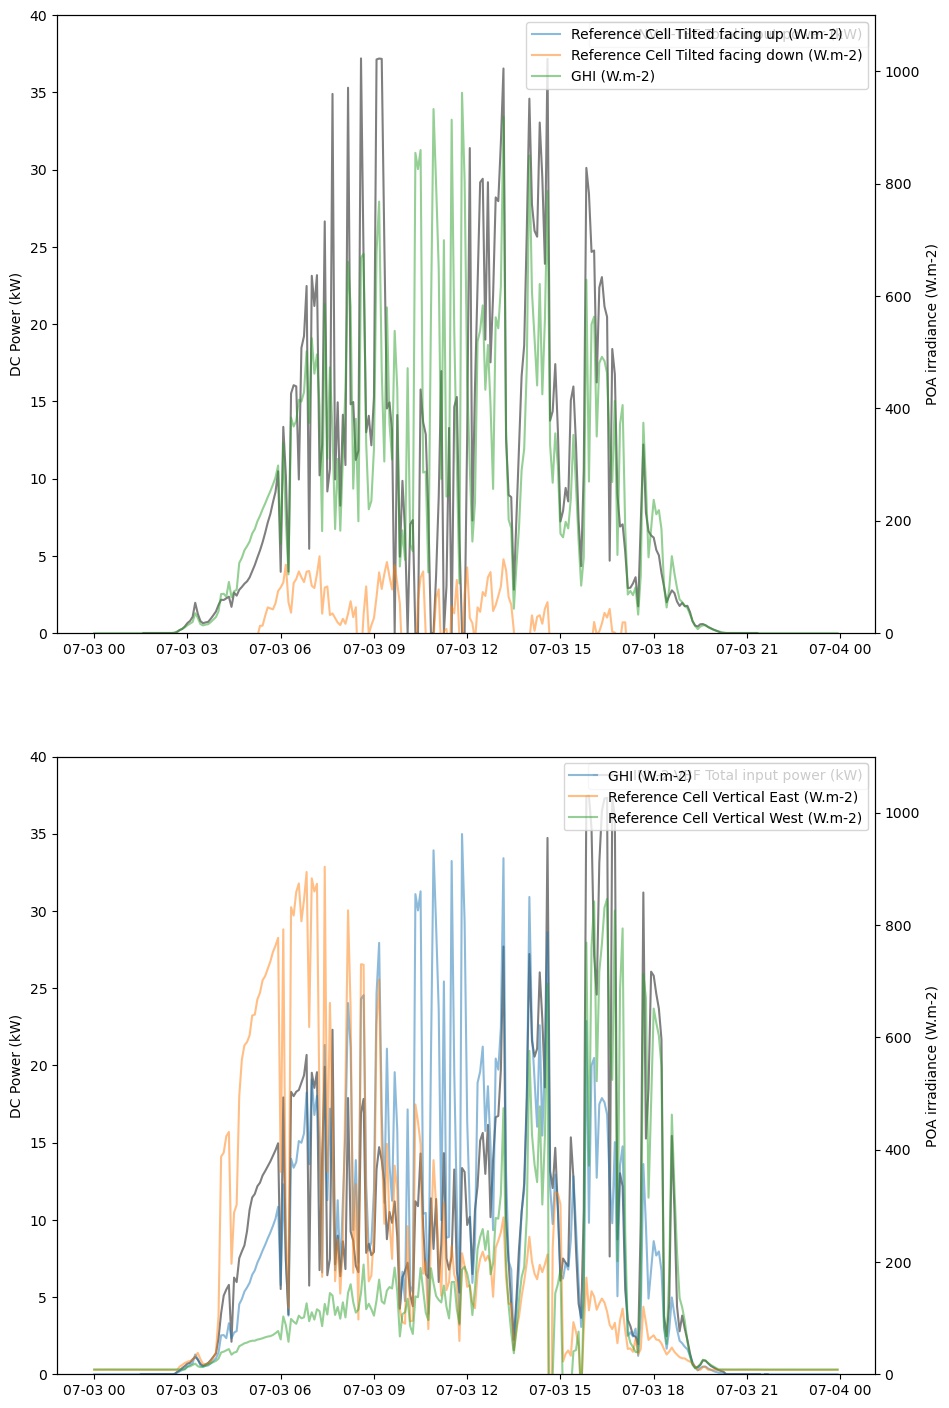 40
35
30
25
20
15
10
5
0
DC Power (kW)
Reference Cell Tilted facing up (W.m-2)
Reference Cell Tilted facing down (W.m-2)
GHI (W.m-2)
1000
800
600
400
200
0
POA irradiance (W.m-2)
07-03 00 07-03 03 07-03 06 07-03 09 07-03 12 07-03 15 07-03 18 07-03 21 07-04 00
40
35
30
25
20
15
10
5
0
DC Power (kW)
GHI (W.m-2) Total input power (kW)
Reference Cell Vertical East (W.m-2)
Reference Cell Vertical West (W.m-2)
1000
800
600
400
200
0
POA irradiance (W.m-2)
07-03 00 07-03 03 07-03 06 07-03 09 07-03 12 07-03 15 07-03 18 07-03 21 07-04 00